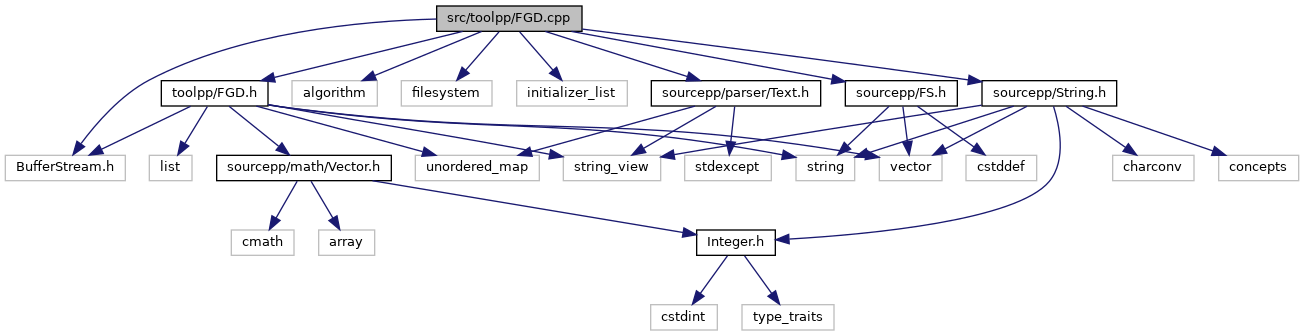 src/toolpp/FGD.cpp
toolpp/FGD.h
algorithm
filesystem
initializer_list
sourcepp/parser/Text.h
sourcepp/FS.h
sourcepp/String.h
BufferStream.h
list
sourcepp/math/Vector.h
unordered_map
string_view
stdexcept
string
vector
cstddef
charconv
concepts
cmath
array
Integer.h
cstdint
type_traits